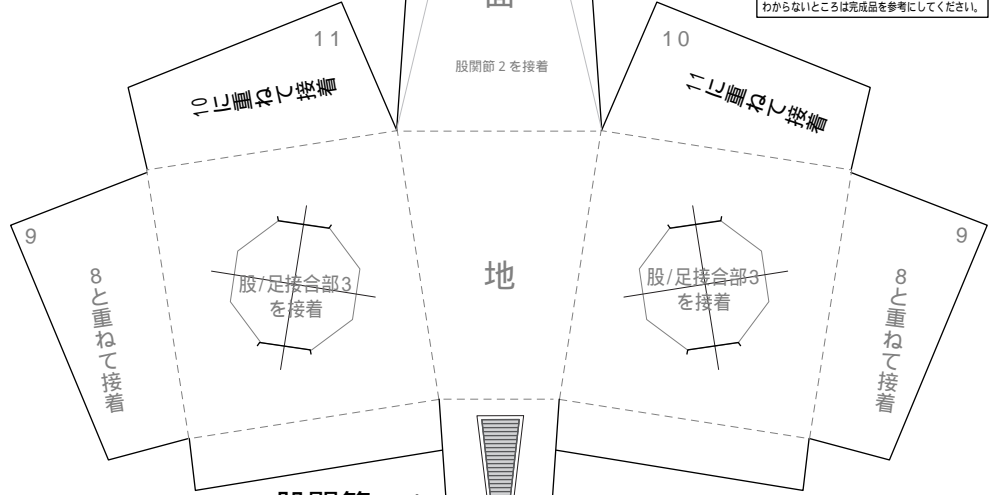 わからないところは完成品を参考にしてください。
11
10に重ねて接着
股関節2を接着
10
11に重ねて接着
9
8と重ねて接着
股/足接合部3
を接着
地
股/足接合部3
を接着
9
8と重ねて接着